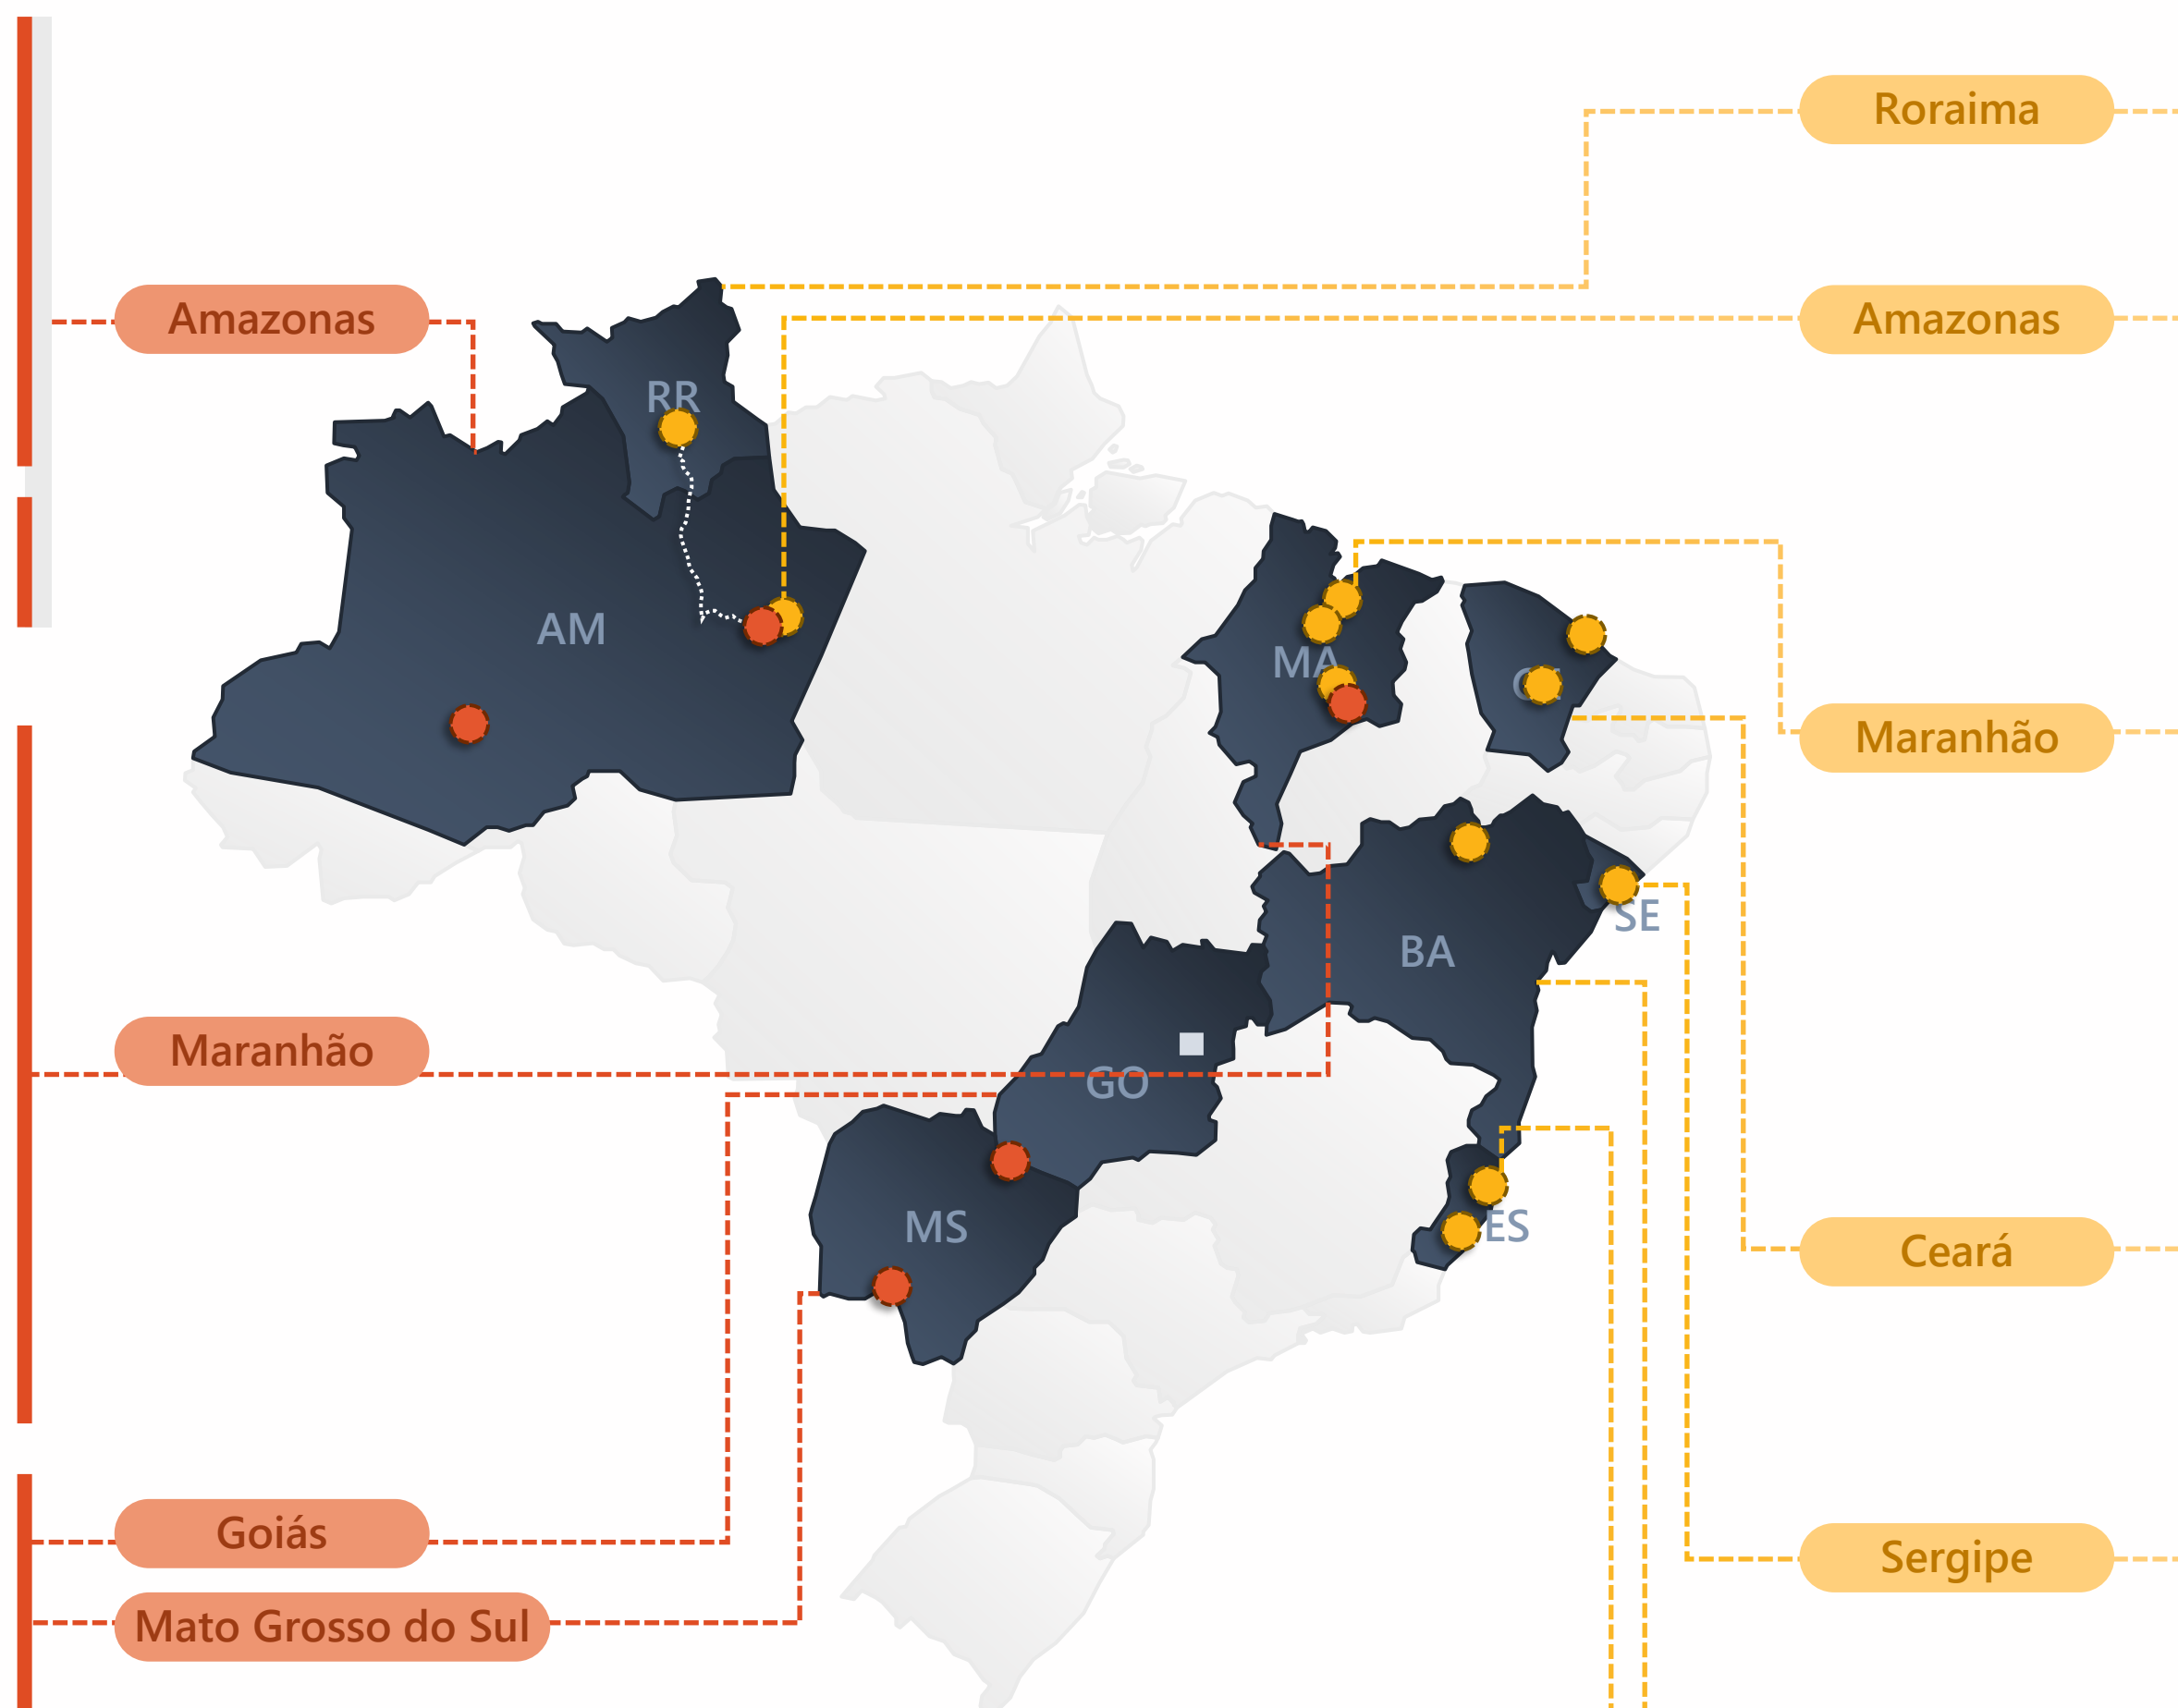 Roraima
Amazonas
Amazonas
RR
AM
MA
Maranhão
SE
BA
Maranhão
GO
MS
ES
Ceará
Goiás
Sergipe
Mato Grosso do Sul